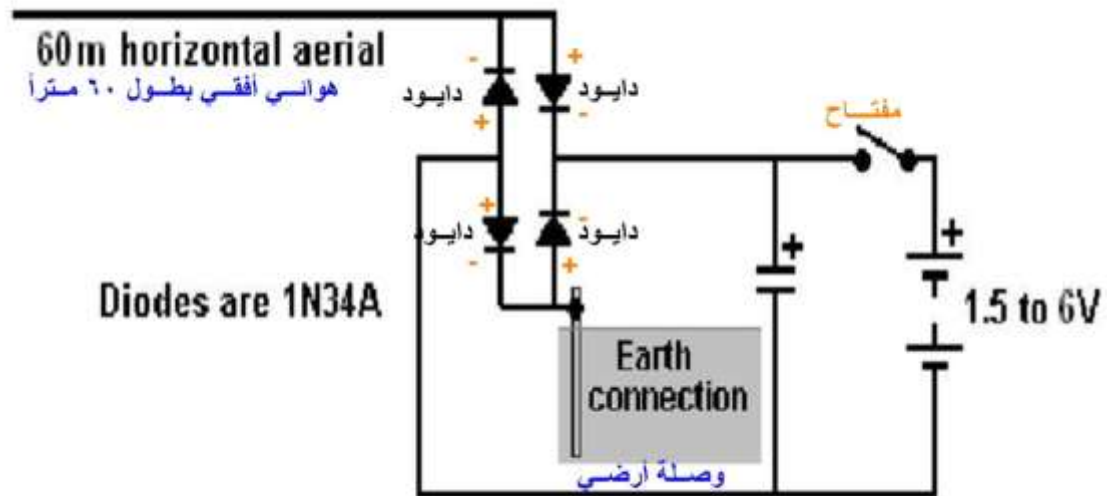 60m horizontal aerial
هوائي أفقي بطول ٦٠ متراً
-
+
دايود
دايود
+
-
مفتاح
+
-
دايود
دايود
-
+
+
+
Diodes are 1N34A
1.5 to 6V
Earth
connection
وصلة أرضي